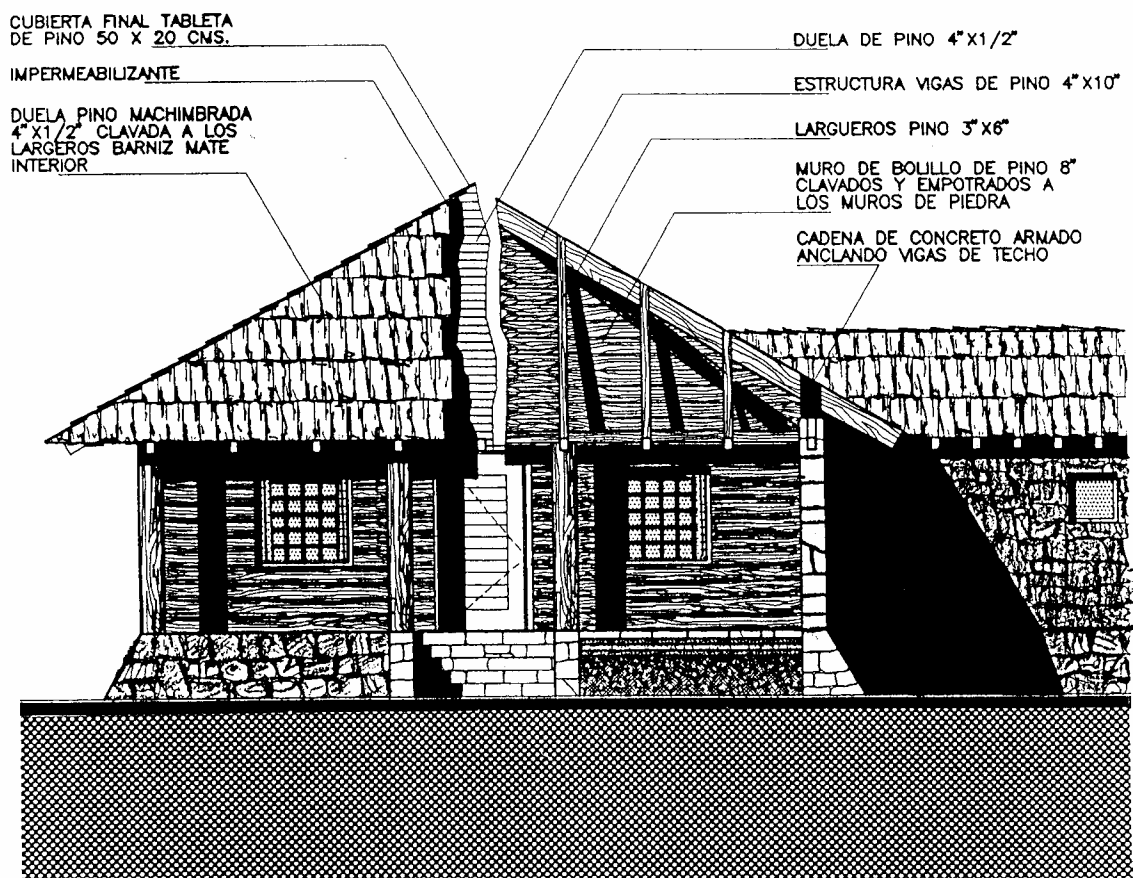 CUBIERTA FINAL TABLETA
DE PINO 50 X 20 CMS.
IMPERMEABILIZANTE
DUELA PINO MACHIMBRADA
4"X1/2" CLAVADA A LOS
LARGEROS BARNIZ MATE
INTERIOR
DUELA DE PINO 4"X1/2"
ESTRUCTURA VIGAS DE PINO 4"X10"
LARGUEROS PINO 3"X6"
MURO DE BOLILLO DE PINO 8"
CLAVADOS Y EMPOTRADOS A
LOS MUROS DE PIEDRA
CADENA DE CONCRETO ARMADO
ANCLANDO VIGAS DE TECHO